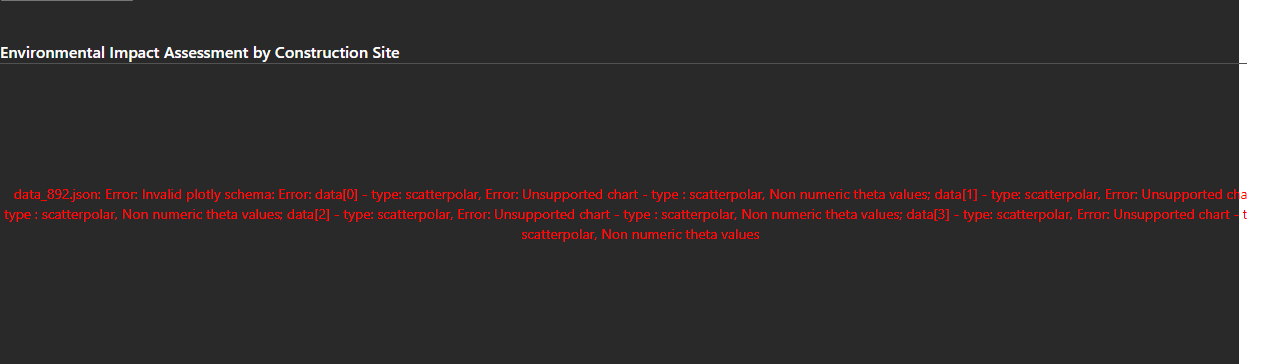 Environmental Impact Assessment by Construction Site
data_892.json: Error: Invalid plotly schema: Error: data[0] - type: scatterpolar, Error: Unsupported chart - type : scatterpolar, Non numeric theta values; data[1] - type: scatterpolar, Error: Unsupported
type : scatterpolar, Non numeric theta values; data[2] - type: scatterpolar, Error: Unsupported chart - type : scatterpolar, Non numeric theta values; data[3] - type: scatterpolar, Error: Unsupported chart -
scatterpolar, Non numeric theta values